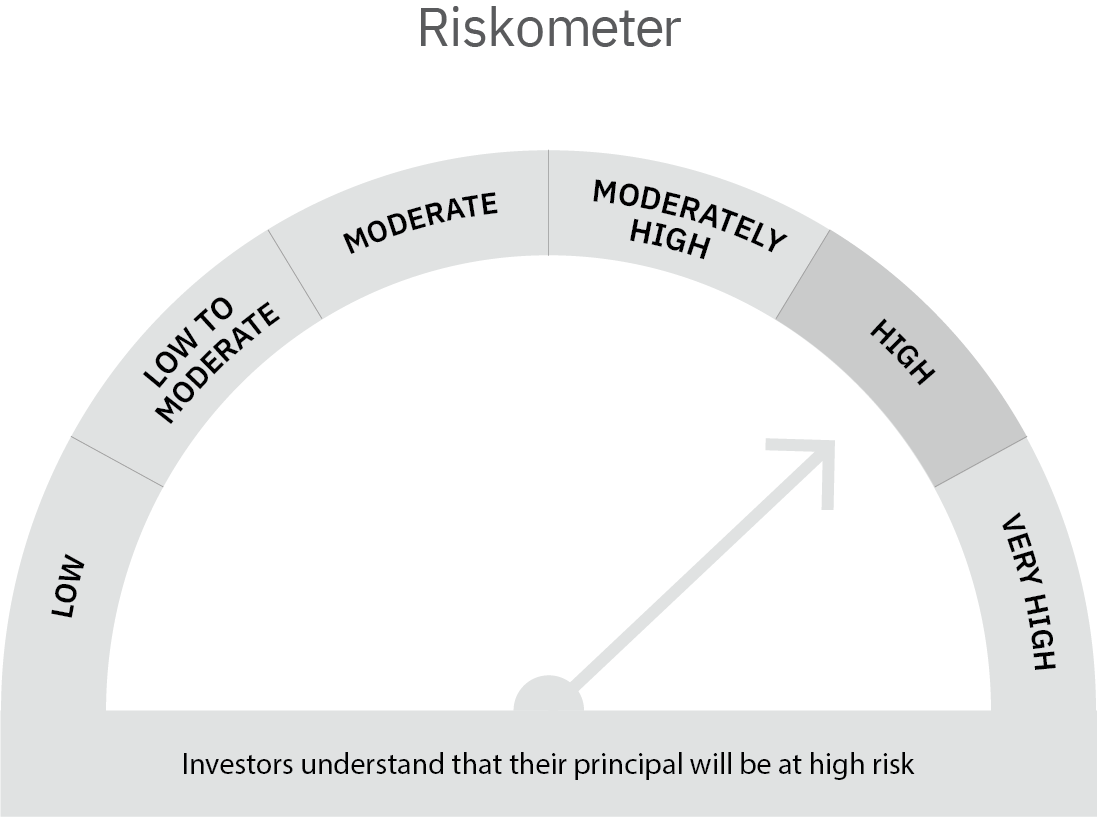 Riskometer
LOW
LOW TO
MODERATE
MODERATE
MODERATELY
HIGH
HIGH
VERY HIGH
Investors understand that their principal will be at high risk